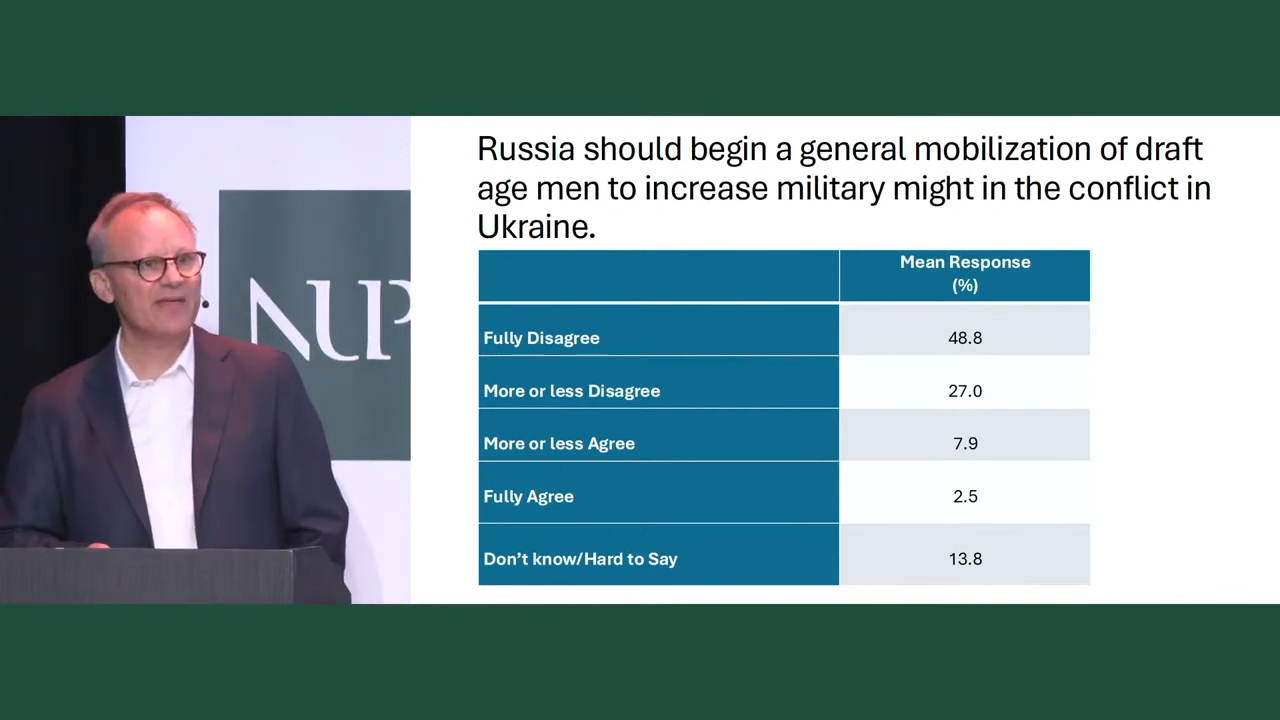 NUP
Russia should begin a general mobilization of draft
age men to increase military might in the conflict in
Ukraine.
Mean Response
(%)
Fully Disagree 48.8
More or less Disagree 27.0
More or less Agree 7.9
Fully Agree 2.5
Don’t know/Hard to Say 13.8